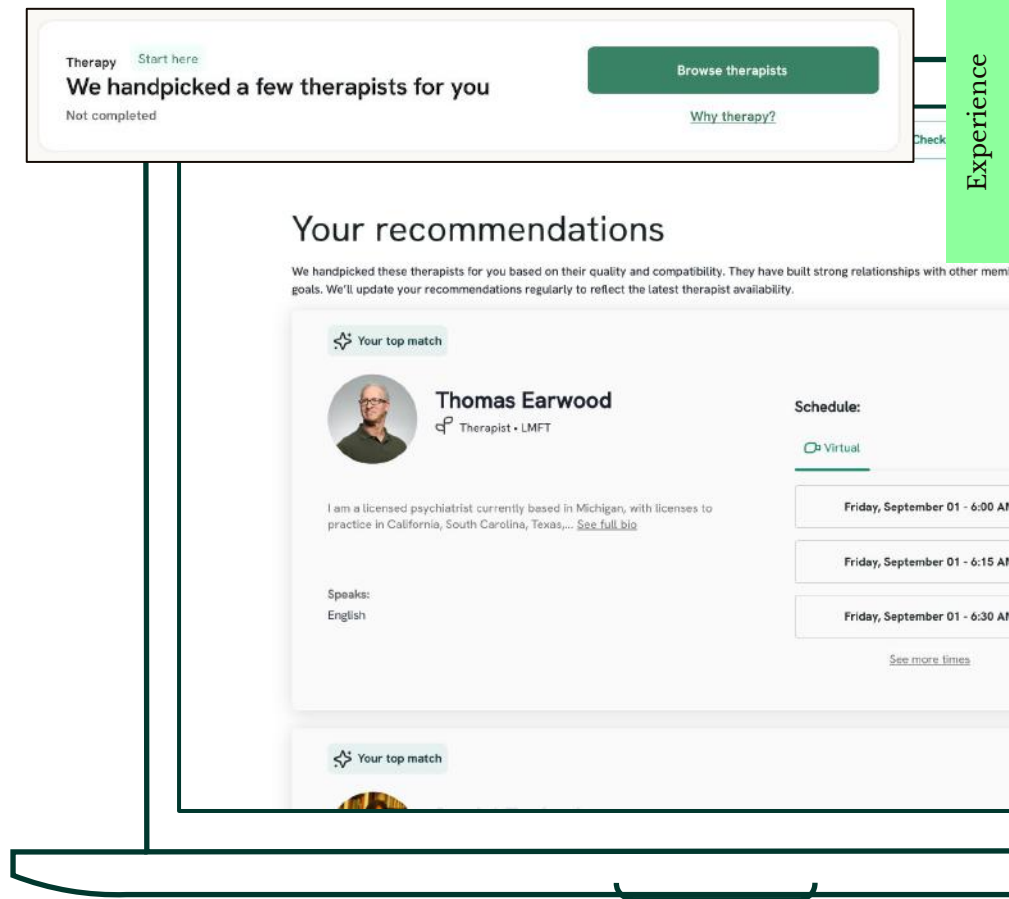 Therapy Start here
We handpicked a few therapists for you
Not completed
Browse therapists
Why therapy?
Check
Experience
Your recommendations
We handpicked these therapists for you based on their quality and compatibility. They have built strong relationships with other
goals. We'll update your recommendations regularly to reflect the latest therapist availability.
Your top match
Thomas Earwood
Therapist • LMFT
I am a licensed psychiatrist currently based in Michigan, with licenses to
practice in California, South Carolina, Texas,... See full bio
Speaks:
English
Schedule:
Virtual
Friday, September 01 - 6:00
Friday, September 01 - 6:15
Friday, September 01 - 6:30
See more times
Your top match